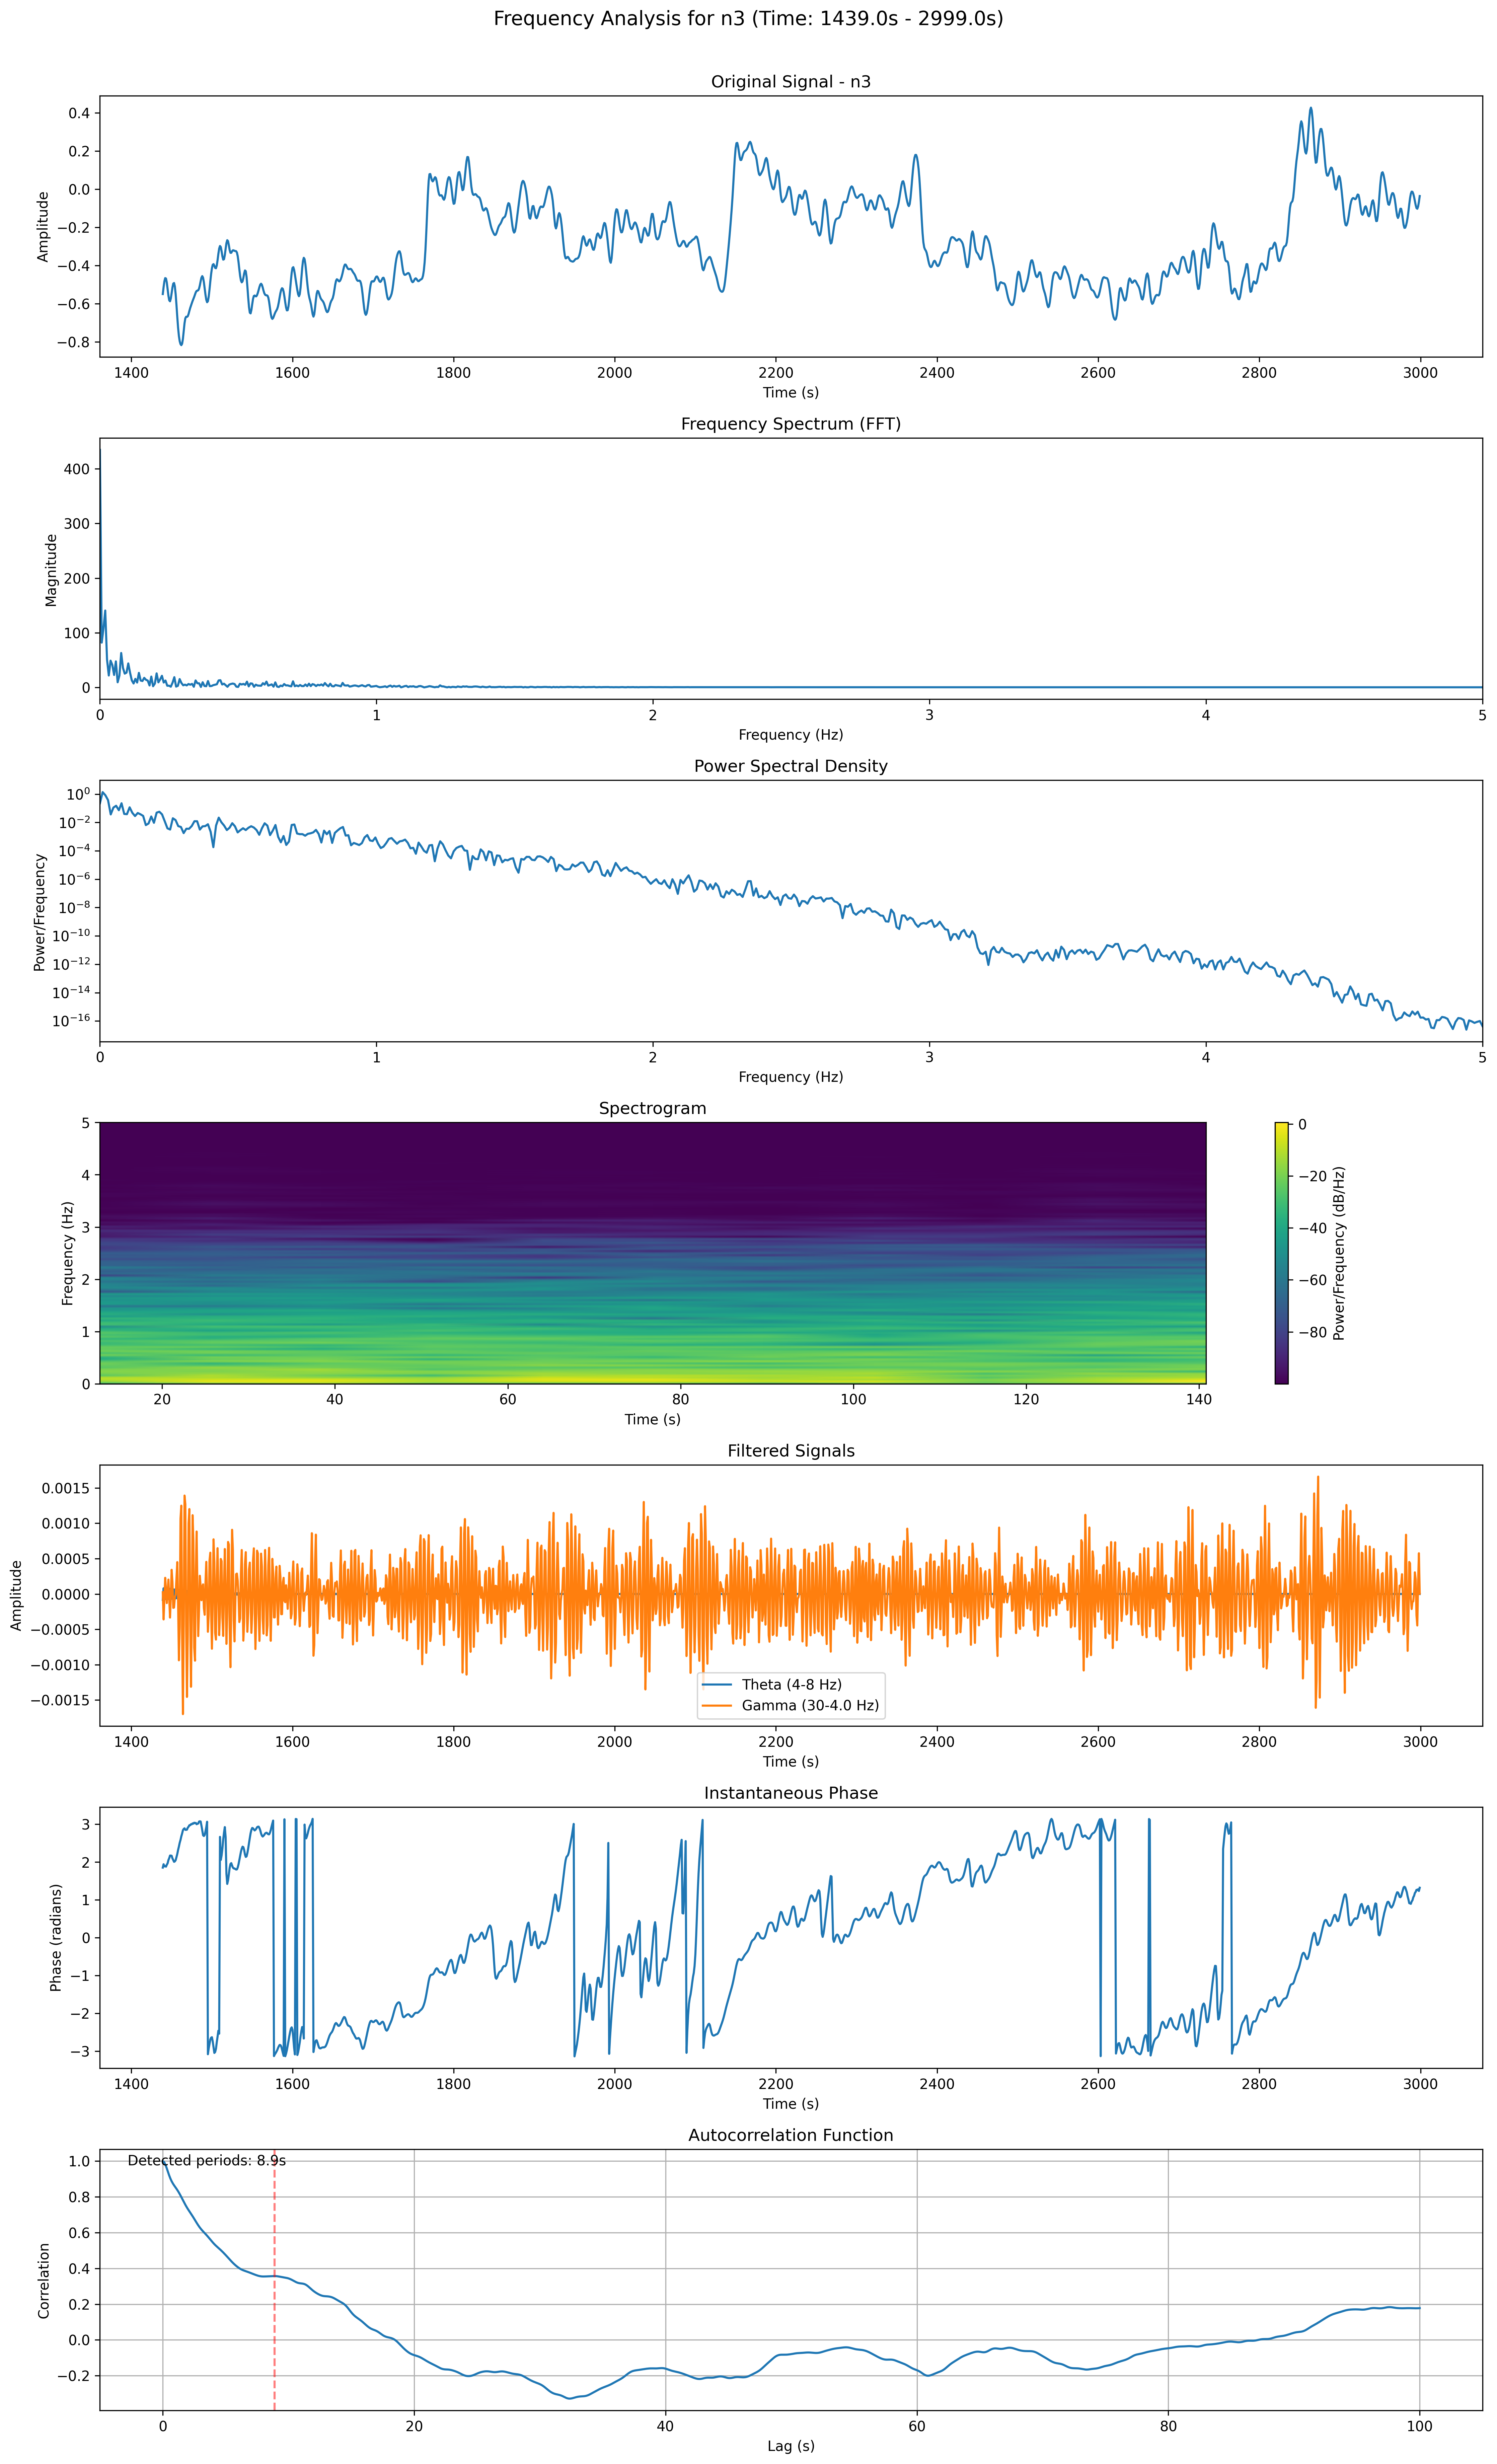 Frequency Analysis for n3 (Time: 1439.0s - 2999.0s)
Original Signal - n3
Amplitude
0.4
0.2
0.0
−0.2
−0.4
−0.6
−0.8
1400 1600 1800 2000 2200 2400 2600 2800 3000
Time (s)
Frequency Spectrum (FFT)
Magnitude
400
300
200
100
0
0 1 2 3 4 5
Frequency (Hz)
Power Spectral Density
Power/Frequency
10⁰
10⁻²
10⁻⁴
10⁻⁶
10⁻⁸
10⁻¹⁰
10⁻¹²
10⁻¹⁴
10⁻¹⁶
0 1 2 3 4 5
Frequency (Hz)
Spectrogram
Frequency (Hz)
5
4
3
2
1
0
20 40 60 80 100 120 140
Time (s)
0
−20
−40
−60
−80
Power/Frequency (dB/Hz)
Filtered Signals
Amplitude
0.0015
0.0010
0.0005
0.0000
−0.0005
−0.0010
−0.0015
Theta (4-8 Hz)
Gamma (30-4.0 Hz)
1400 1600 1800 2000 2200 2400 2600 2800 3000
Time (s)
Instantaneous Phase
Phase (radians)
3
2
1
0
−1
−2
−3
1400 1600 1800 2000 2200 2400 2600 2800 3000
Time (s)
Autocorrelation Function
Detected periods: 8.9s
Correlation
1.0
0.8
0.6
0.4
0.2
0.0
−0.2
0 20 40 60 80 100
Lag (s)